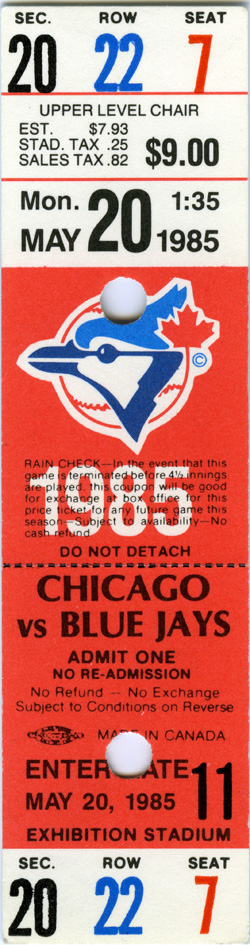 SEC. ROW SEAT
20 22 7
UPPER LEVEL CHAIR
EST. $7.93
STAD. TAX .25
SALES TAX .82 $9.00
Mon. 1:35
MAY 20 1985
©
RAIN CHECK—In the event that this
game is terminated before 4½ innings
are played, this coupon will be good
for exchange at box office for this
price ticket for any future game this
season—Subject to availability—No
cash refund.
1985
DO NOT DETACH
CHICAGO
vs BLUE JAYS
ADMIT ONE
NO RE-ADMISSION
No Refund — No Exchange
Subject to Conditions on Reverse
MADE IN CANADA
ENTER GATE 11
MAY 20, 1985
EXHIBITION STADIUM
SEC. ROW SEAT
20 22 7